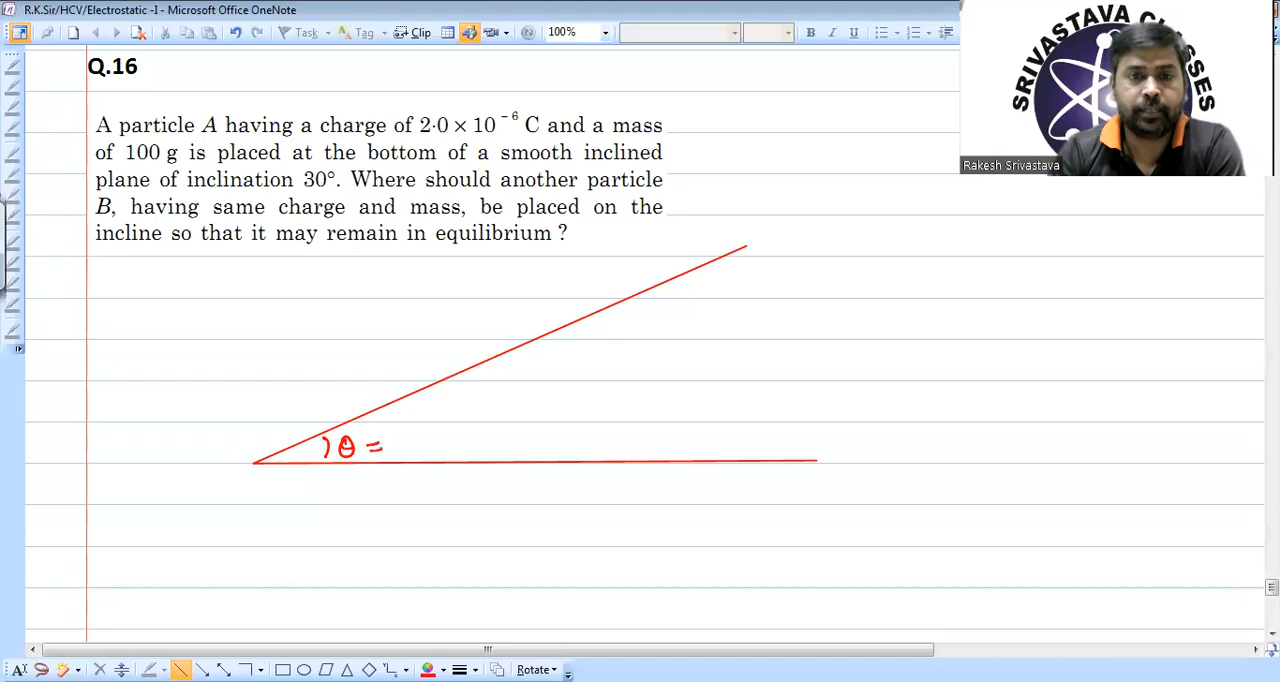 R.K.Sir/HCV/Electrostatic -I - Microsoft Office OneNote
Task
Tag
Clip
100%
B I U
SRIVASTAVA CLASSES
Rakesh Srivastava
Q.16
A particle A having a charge of 2·0 × 10⁻⁶ C and a mass
of 100 g is placed at the bottom of a smooth inclined
plane of inclination 30°. Where should another particle
B, having same charge and mass, be placed on the
incline so that it may remain in equilibrium ?
θ =
Rotate